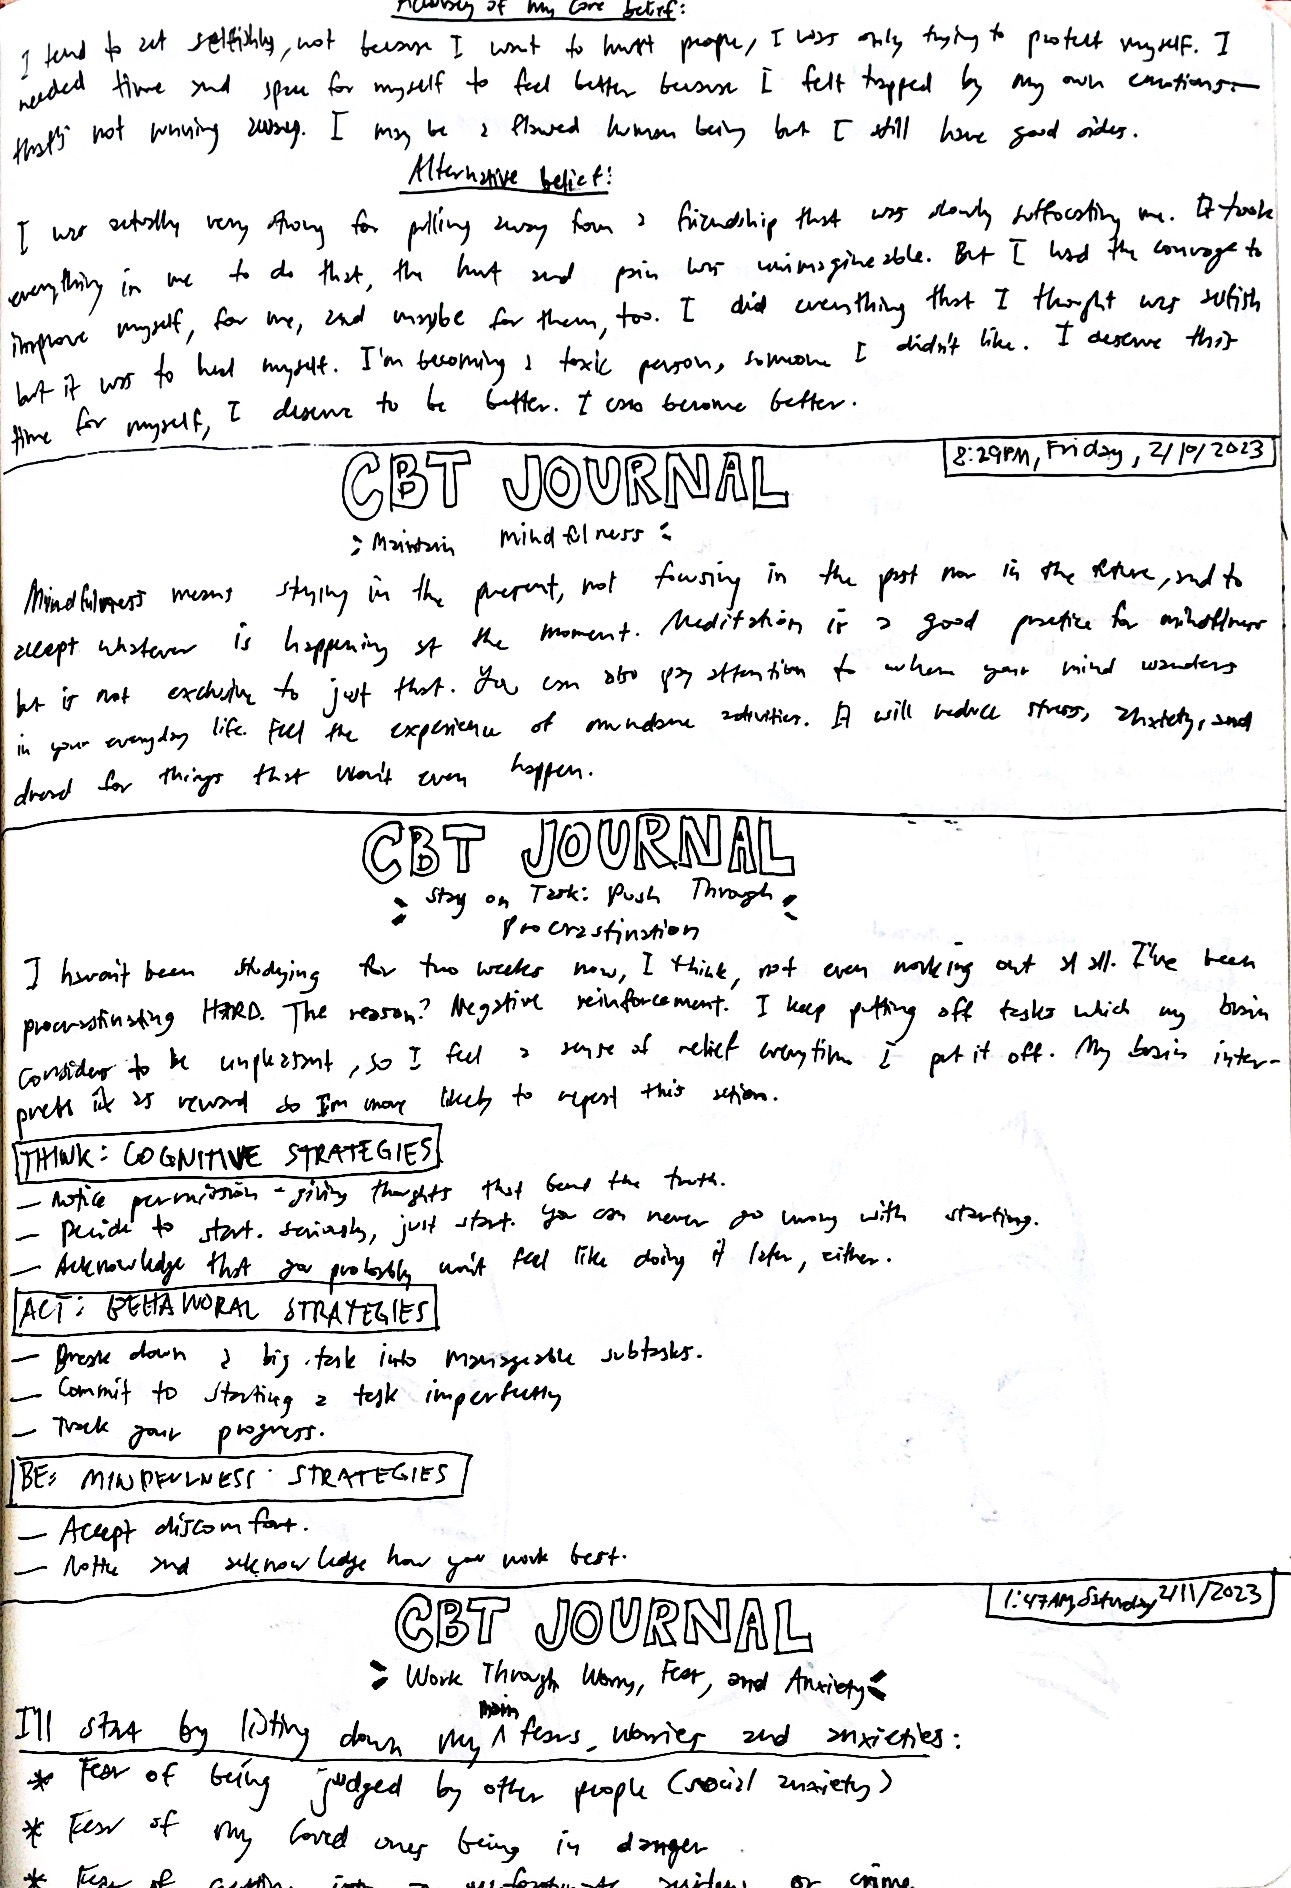 Accuracy of my core belief:
I tend to act selfishly, not because I want to hurt people, I was only trying to protect myself. I
needed time and space for myself to feel better because I felt trapped by my own emotions—
that's not running away. I may be a flawed human being but I still have good sides.
Alternative belief:
I was actually very strong for pulling away from a friendship that was slowly suffocating me. It took
everything in me to do that, the hurt and pain was unimagineable. But I had the courage to
improve myself, for me, and maybe for them, too. I did everything that I thought was selfish
but it was to heal myself. I'm becoming a toxic person, someone I didn't like. I deserve this
time for myself, I deserve to be better. I can become better.
8:29PM, Friday, 2/10/2023
CBT JOURNAL
Maintain mindfulness
Mindfulness means staying in the present, not focusing in the past nor in the future, and to
accept whatever is happening at the moment. Meditation is a good practice for mindfulness
but is not exclusive to just that. You can also pay attention to when your mind wanders
in your everyday life. Feel the experience of mundane activities. It will reduce stress, anxiety, and
dread for things that won't even happen.
CBT JOURNAL
Stay on Task: Push Through
Procrastination
I haven't been studying for two weeks now, I think, not even working out at all. I've been
procrastinating HARD. The reason? Negative reinforcement. I keep putting off tasks which my brain
considers to be unpleasant, so I feel a sense of relief everytime I put it off. My brain inter-
prets it as reward so I'm more likely to repeat this action.
THINK: COGNITIVE STRATEGIES
— Notice permission-giving thoughts that bend the truth.
— Decide to start. Seriously, just start. You can never go wrong with starting.
— Acknowledge that you probably won't feel like doing it later, either.
ACT: BEHAVIORAL STRATEGIES
— Break down a big task into manageable subtasks.
— Commit to starting a task imperfectly
— Track your progress.
BE: MINDFULNESS STRATEGIES
— Accept discomfort.
— Notice and acknowledge how you work best.
1:47AM, Saturday 2/11/2023
CBT JOURNAL
Work Through Worry, Fear, and Anxiety
I'll start by listing down my main fears, worries and anxieties:
* Fear of being judged by other people (social anxiety)
* Fear of my loved ones being in danger
* Fear of getting into a unfortunate accident or crime